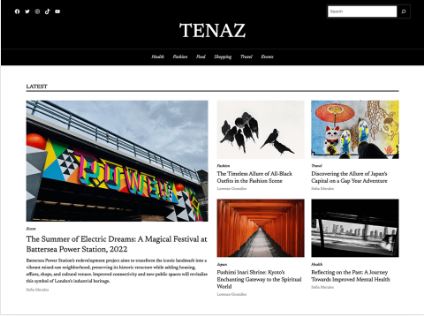 Search
TENAZ
Health Fashion Food Shopping Travel Events
LATEST
POWER
Event
The Summer of Electric Dreams: A Magical Festival at
Battersea Power Station, 2022
Battersea Power Station's redevelopment project aims to transform the iconic landmark into a
vibrant mixed-use neighborhood, preserving its historic structure while adding housing,
offices, shops, and cultural venues. Improved connectivity and new public spaces will revitalize
this symbol of London's industrial heritage.
Sofia Mendes
Fashion
The Timeless Allure of All-Black
Outfits in the Fashion Scene
Lorenzo González
Travel
Discovering the Allure of Japan's
Capital on a Gap Year Adventure
Sofia Mendes
Japan
Fushimi Inari Shrine: Kyoto's
Enchanting Gateway to the Spiritual
World
Lorenzo González
Health
Reflecting on the Past: A Journey
Towards Improved Mental Health
Sofia Mendes